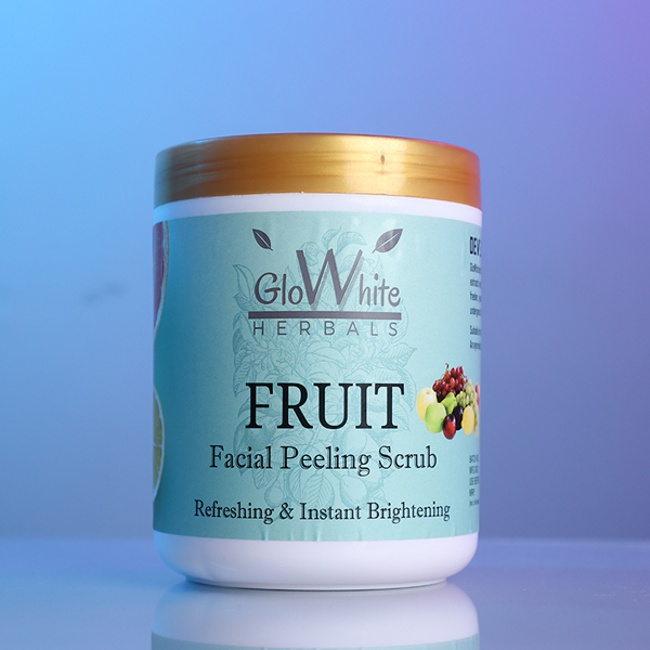 GloWhite
HERBALS
FRUIT
Facial Peeling Scrub
Refreshing & Instant Brightening